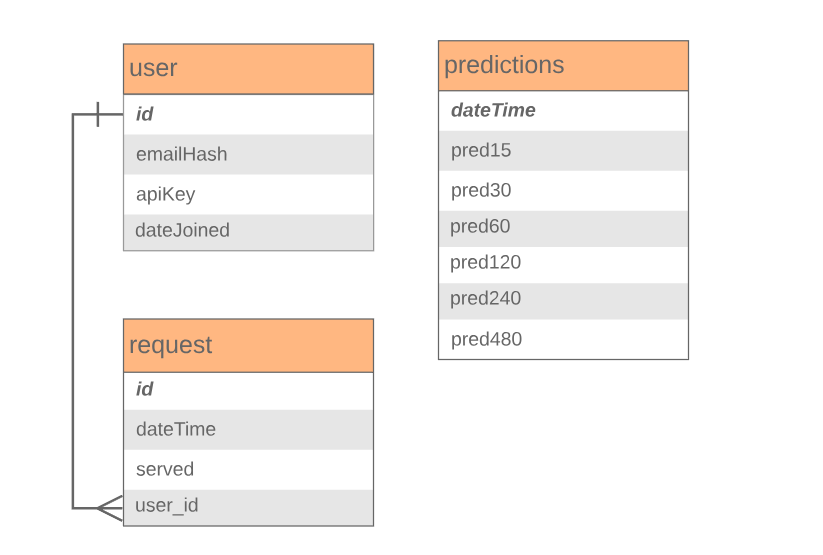 user
id
emailHash
apiKey
dateJoined
request
id
dateTime
served
user_id
predictions
dateTime
pred15
pred30
pred60
pred120
pred240
pred480